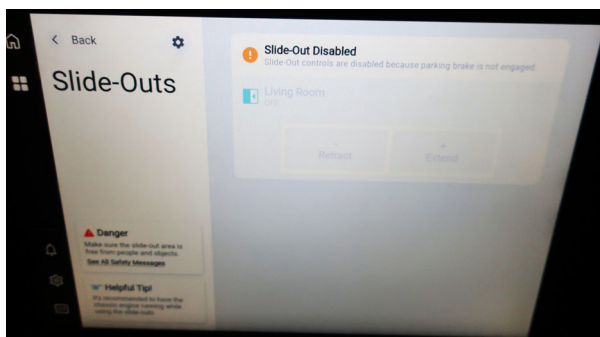 Back
Slide-Outs
Slide-Out Disabled
Slide-Out controls are disabled because parking brake is not engaged.
Living Room
OFF
Retract
Extend
Danger
Make sure the slide-out area is
free from people and objects.
See All Safety Messages
Helpful Tip!
It's recommended to have the
chassis engine running while
using the slide-outs